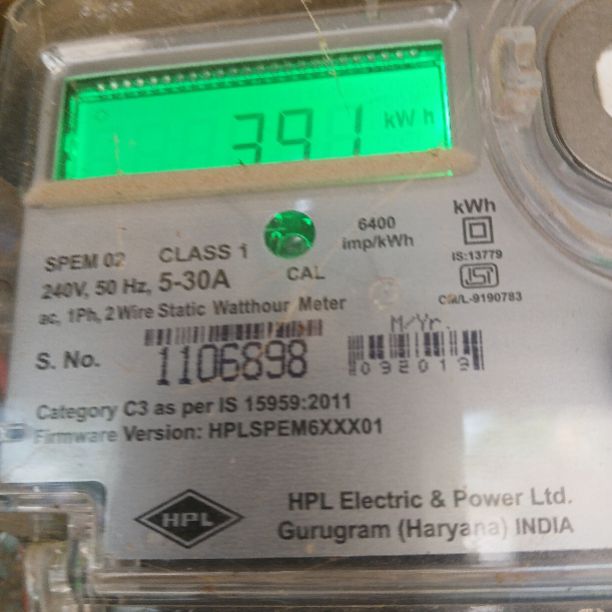 391 kW h
6400
imp/kWh
kWh
IS:13779
ISI
CM/L-9190783
SPEM 02 CLASS 1
240V, 50 Hz, 5-30A
CAL
ac, 1Ph, 2 Wire Static Watthour Meter
M/Yr.
S. No. 1106898
092019
Category C3 as per IS 15959:2011
Firmware Version: HPLSPEM6XXX01
HPL
HPL Electric & Power Ltd.
Gurugram (Haryana) INDIA